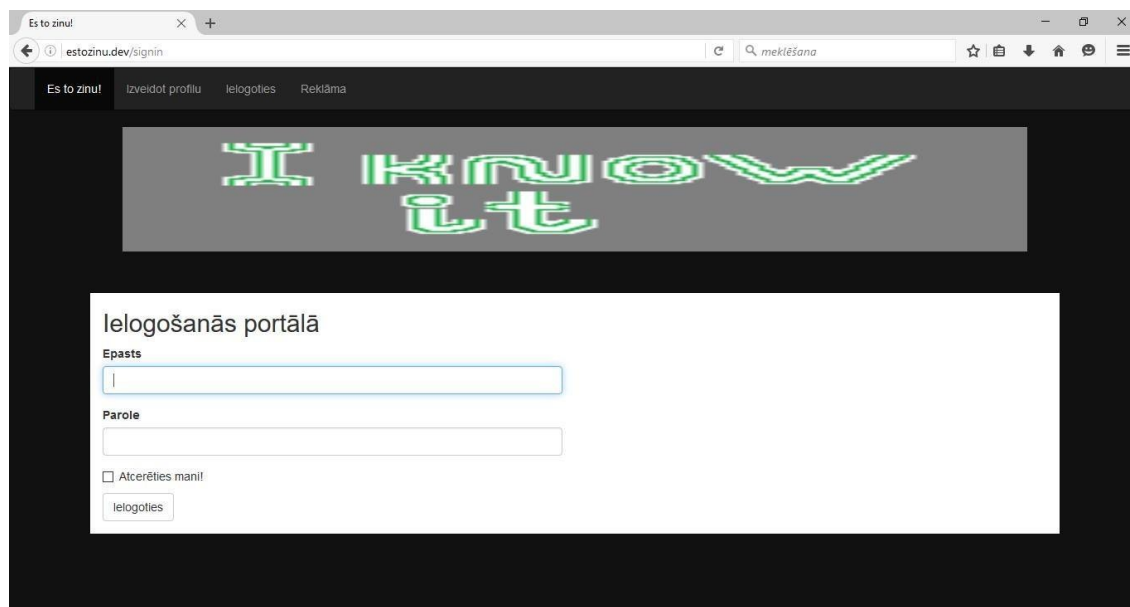 Es to zinu!
estozinu.dev/signin
meklēšana
Es to zinu! Izveidot profilu Ielogoties Reklāma
I know
it
Ielogošanās portālā
Epasts
Parole
Atcerēties mani!
Ielogoties